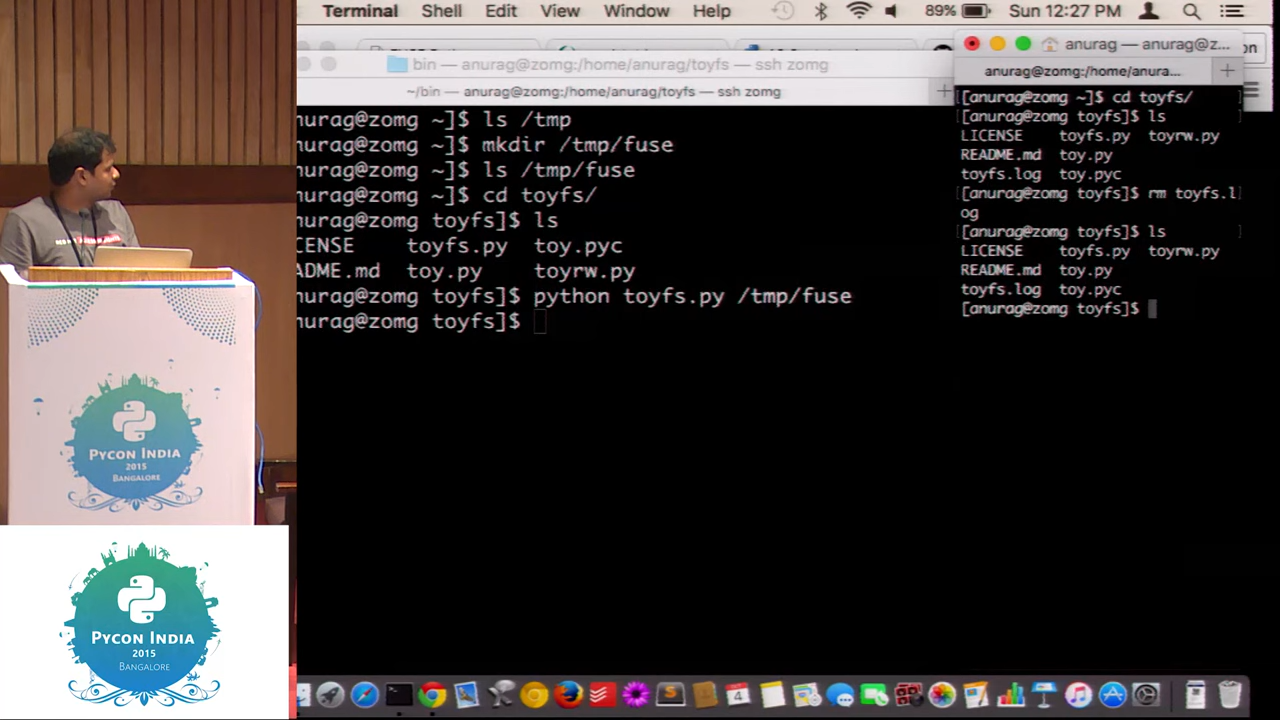 Terminal Shell Edit View Window Help 89% Sun 12:27 PM
bin — anurag@zomg:/home/anurag/toyfs — ssh zomg
~/bin — anurag@zomg:/home/anurag/toyfs — ssh zomg
nurag@zomg ~]$ ls /tmp
nurag@zomg ~]$ mkdir /tmp/fuse
nurag@zomg ~]$ ls /tmp/fuse
nurag@zomg ~]$ cd toyfs/
nurag@zomg toyfs]$ ls
CENSE toyfs.py toy.pyc
ADME.md toy.py toyrw.py
nurag@zomg toyfs]$ python toyfs.py /tmp/fuse
nurag@zomg toyfs]$
anurag — anurag@z... on
anurag@zomg:/home/anura...
[anurag@zomg ~]$ cd toyfs/
[anurag@zomg toyfs]$ ls
LICENSE toyfs.py toyrw.py
README.md toy.py
toyfs.log toy.pyc
[anurag@zomg toyfs]$ rm toyfs.l
og
[anurag@zomg toyfs]$ ls
LICENSE toyfs.py toyrw.py
README.md toy.py
toyfs.log toy.pyc
[anurag@zomg toyfs]$
PYCON INDIA
2015
BANGALORE
PYCON INDIA
2015
BANGALORE
4